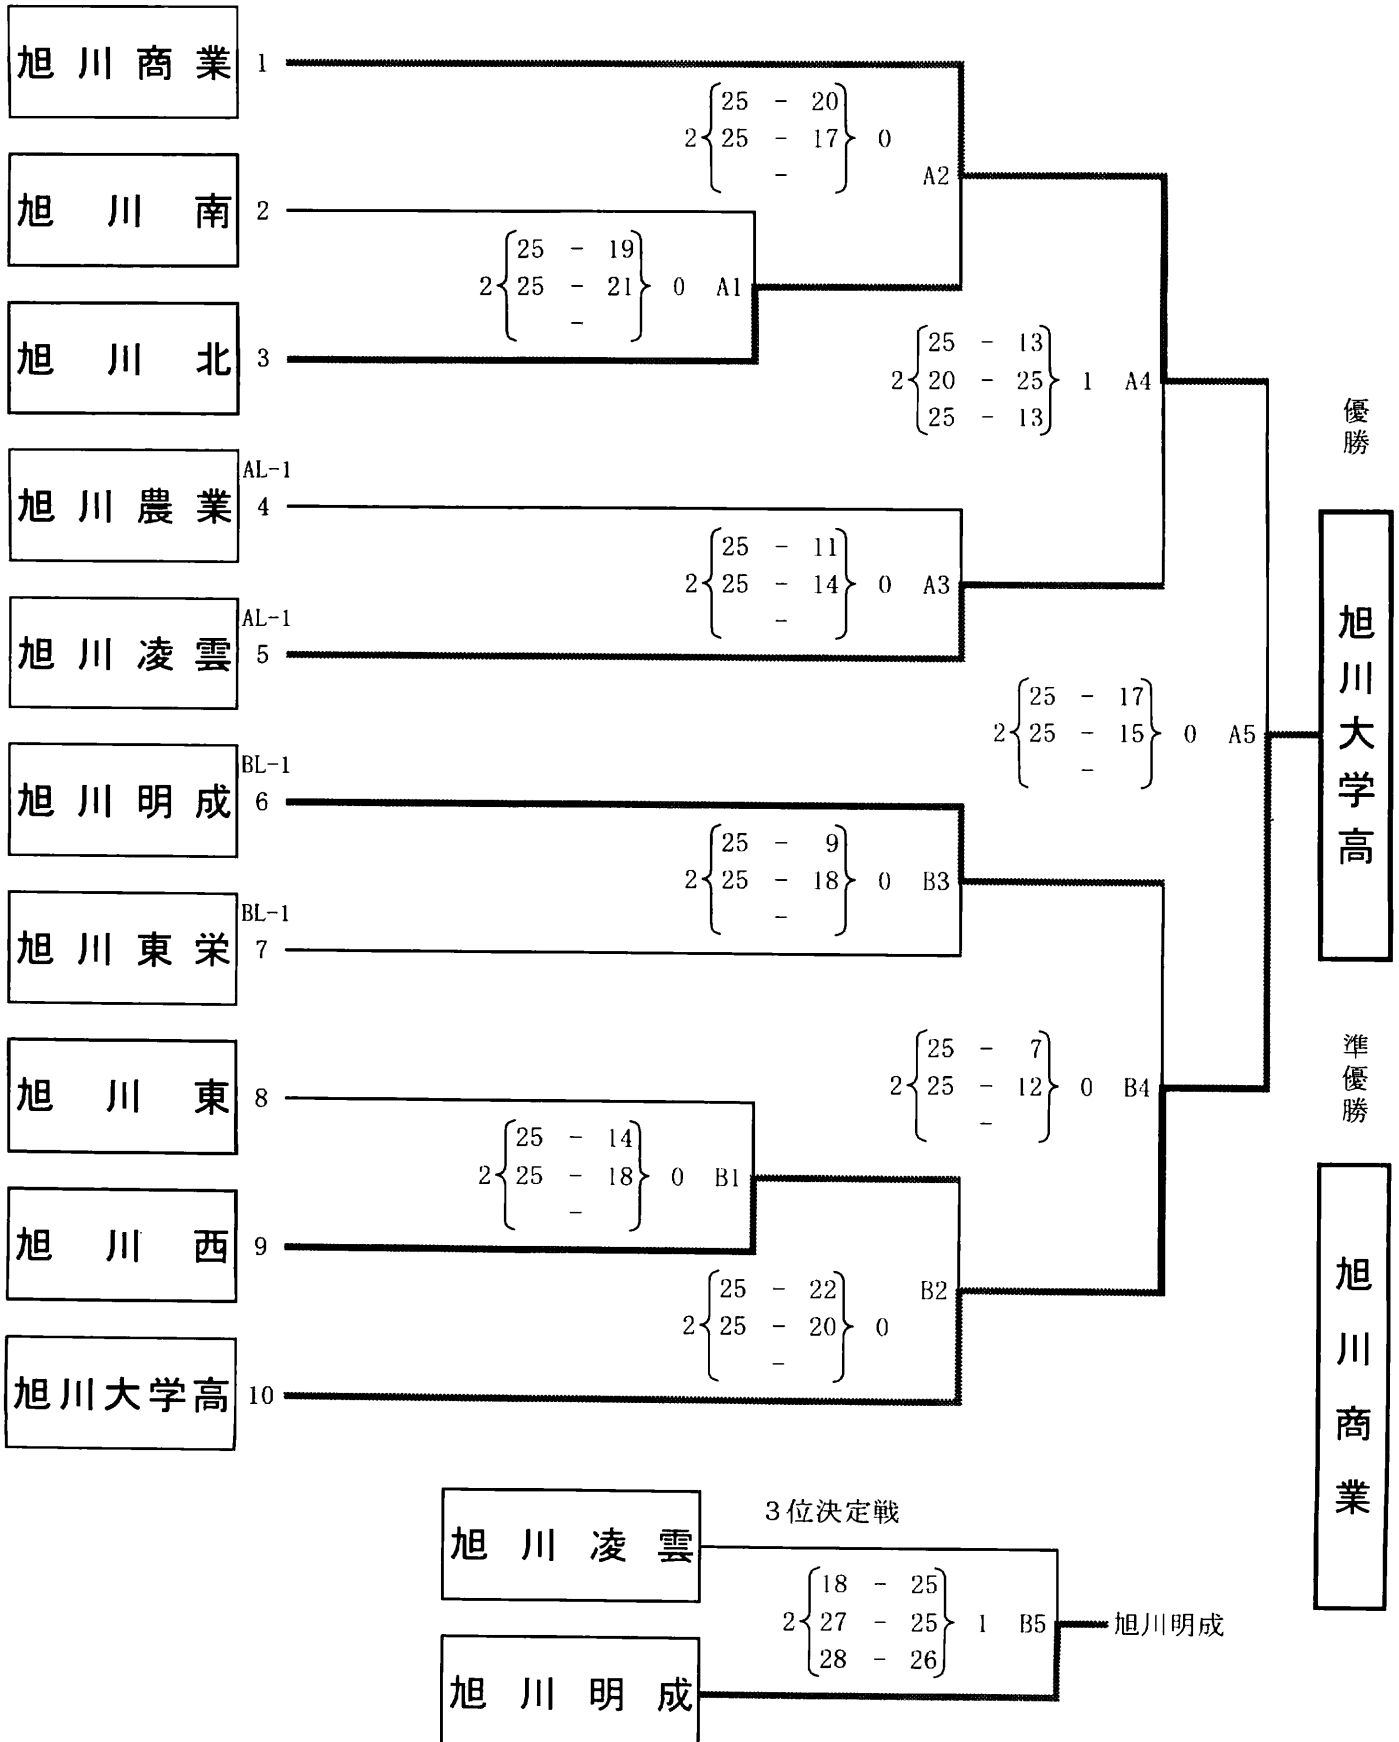 旭川商業 1
2 25 - 20 0
25 - 17
-
A2
旭川南 2
2 25 - 19 0 A1
25 - 21
-
旭川北 3
2 25 - 13 1 A4
20 - 25
25 - 13
優勝
旭川大学高
旭川農業 AL-1 4
2 25 - 11 0 A3
25 - 14
-
旭川凌雲 AL-1 5
2 25 - 17 0 A5
25 - 15
-
旭川明成 BL-1 6
2 25 - 9 0 B3
25 - 18
-
旭川東栄 BL-1 7
2 25 - 7 0 B4
25 - 12
-
準優勝
旭川商業
旭川東 8
2 25 - 14 0 B1
25 - 18
-
旭川西 9
2 25 - 22 0 B2
25 - 20
-
旭川大学高 10
3位決定戦
旭川凌雲
2 18 - 25 1 B5
27 - 25
28 - 26
旭川明成
旭川明成